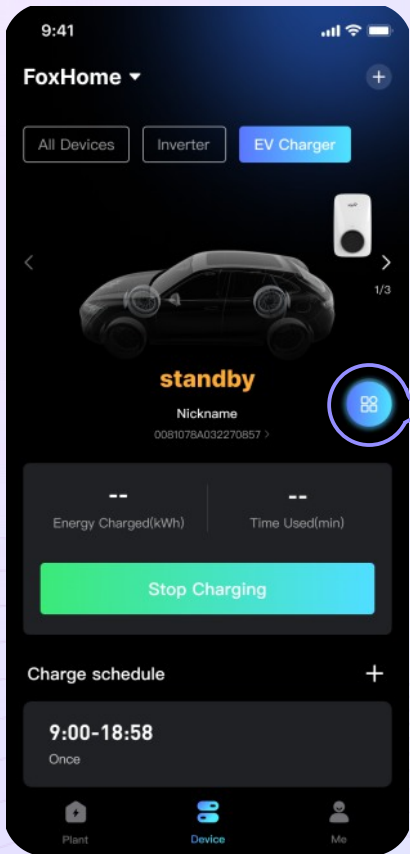 9:41
FoxHome
All Devices
Inverter
EV Charger
1/3
standby
Nickname
0081078A032270857 >
--
--
Energy Charged(kWh)
Time Used(min)
Stop Charging
Charge schedule
9:00-18:58
Once
Plant
Device
Me